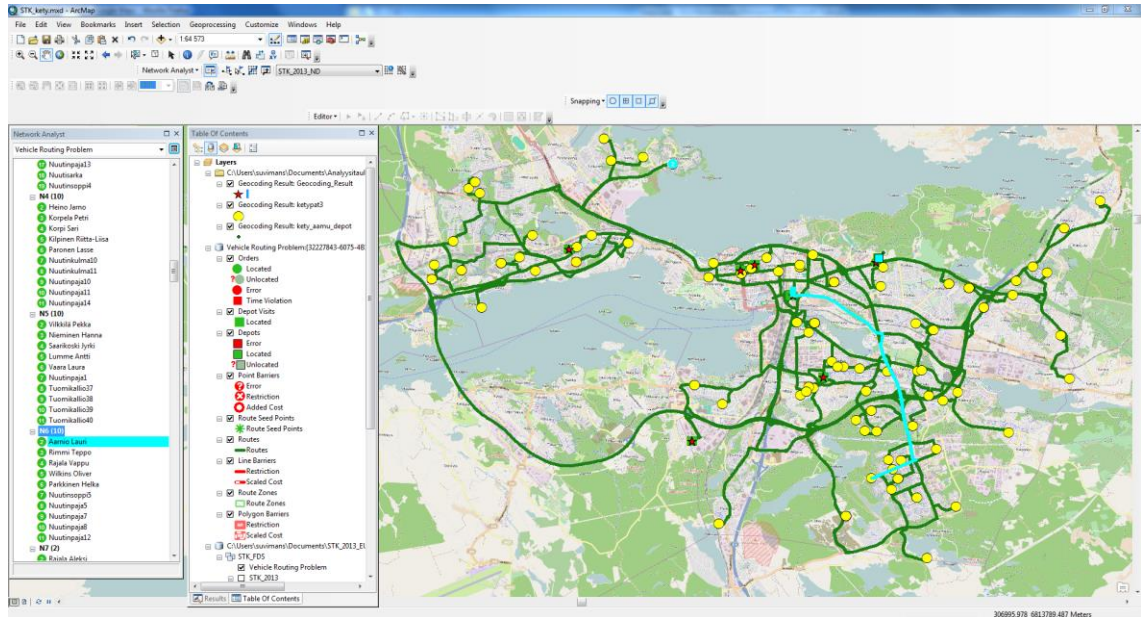 STK_kety.mxd - ArcMap
File Edit View Bookmarks Insert Selection Geoprocessing Customize Windows Help
1:64 573
Network Analyst STK_2013_ND
Snapping
Editor
Network Analyst
Vehicle Routing Problem
Nuutinpaja13
Nuutisarka
Nuutinsoppi4
N4 (10)
Heino Jarno
Korpela Petri
Korpi Sari
Kilpinen Riitta-Liisa
Paronen Lasse
Nuutinkulma10
Nuutinkulma11
Nuutinpaja10
Nuutinpaja11
Nuutinpaja14
N5 (10)
Vilkkilä Pekka
Nieminen Hanna
Saarikoski Jyrki
Lumme Antti
Vaara Laura
Nuutinpaja1
Tuomikallio37
Tuomikallio38
Tuomikallio39
Tuomikallio40
N6 (10)
Aarnio Lauri
Rimmi Teppo
Rajala Vappu
Wilkins Oliver
Parkkinen Helka
Nuutinsoppi5
Nuutinpaja5
Nuutinpaja7
Nuutinpaja8
Nuutinpaja12
N7 (2)
Rajala Aleksi
Table Of Contents
Layers
C:\Users\suvimans\Documents\Analyysitaul
Geocoding Result: Geocoding_Result
Geocoding Result: ketypat3
Geocoding Result: kety_aamu_depot
Vehicle Routing Problem:{32227843-6075-4B
Orders
Located
Unlocated
Error
Time Violation
Depot Visits
Located
Depots
Error
Located
Unlocated
Point Barriers
Error
Restriction
Added Cost
Route Seed Points
Route Seed Points
Routes
Routes
Line Barriers
Restriction
Scaled Cost
Route Zones
Route Zones
Polygon Barriers
Restriction
Scaled Cost
C:\Users\suvimans\Documents\STK_2013_El
STK_FDS
Vehicle Routing Problem
STK_2013
Results Table Of Contents
306995.978 6813789.487 Meters